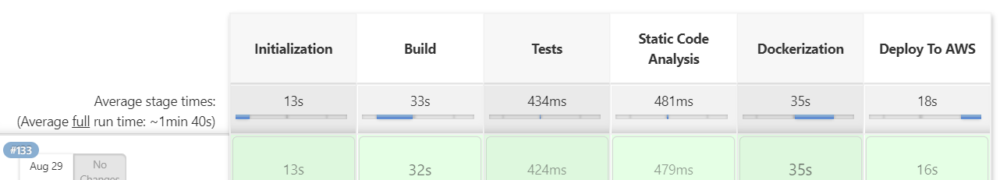 Initialization
Build
Tests
Static Code
Analysis
Dockerization
Deploy To AWS
Average stage times:
(Average full run time: ~1min 40s)
13s
33s
434ms
481ms
35s
18s
#133
Aug 29
No
Changes
13s
32s
424ms
479ms
35s
16s